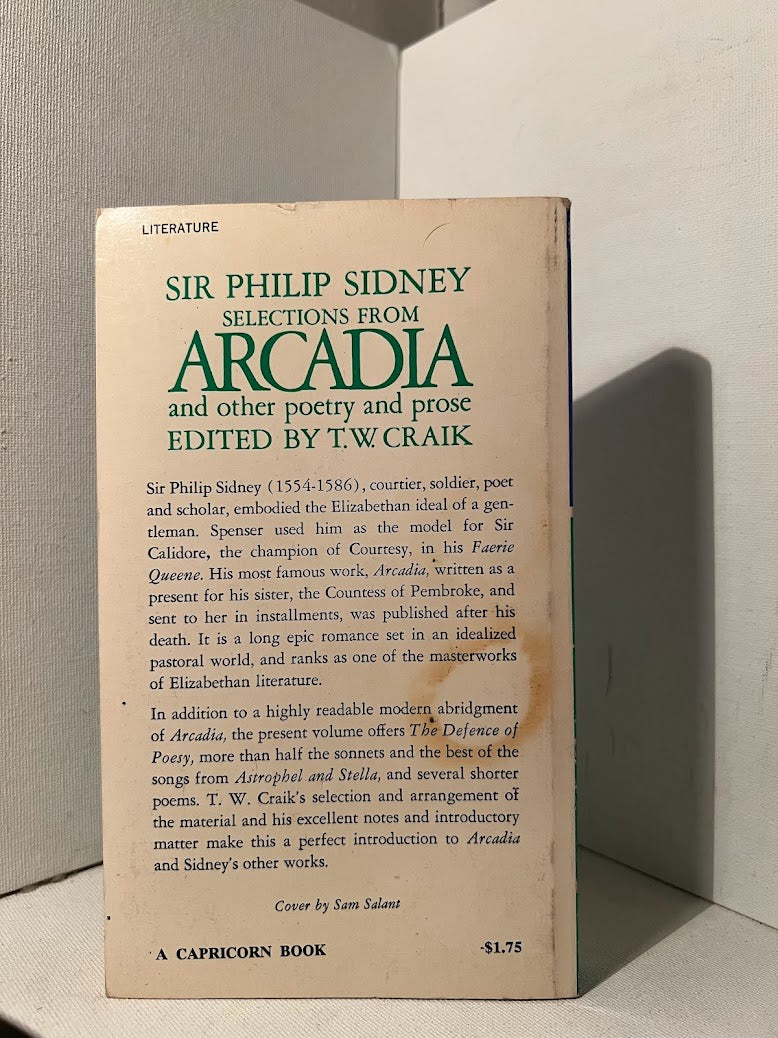 LITERATURE
SIR PHILIP SIDNEY
SELECTIONS FROM
ARCADIA
and other poetry and prose
EDITED BY T.W. CRAIK
Sir Philip Sidney (1554-1586), courtier, soldier, poet
and scholar, embodied the Elizabethan ideal of a gen-
tleman. Spenser used him as the model for Sir
Calidore, the champion of Courtesy, in his Faerie
Queene. His most famous work, Arcadia, written as a
present for his sister, the Countess of Pembroke, and
sent to her in installments, was published after his
death. It is a long epic romance set in an idealized
pastoral world, and ranks as one of the masterworks
of Elizabethan literature.
In addition to a highly readable modern abridgment
of Arcadia, the present volume offers The Defence of
Poesy, more than half the sonnets and the best of the
songs from Astrophel and Stella, and several shorter
poems. T. W. Craik's selection and arrangement of
the material and his excellent notes and introductory
matter make this a perfect introduction to Arcadia
and Sidney's other works.
Cover by Sam Salant
A CAPRICORN BOOK
$1.75